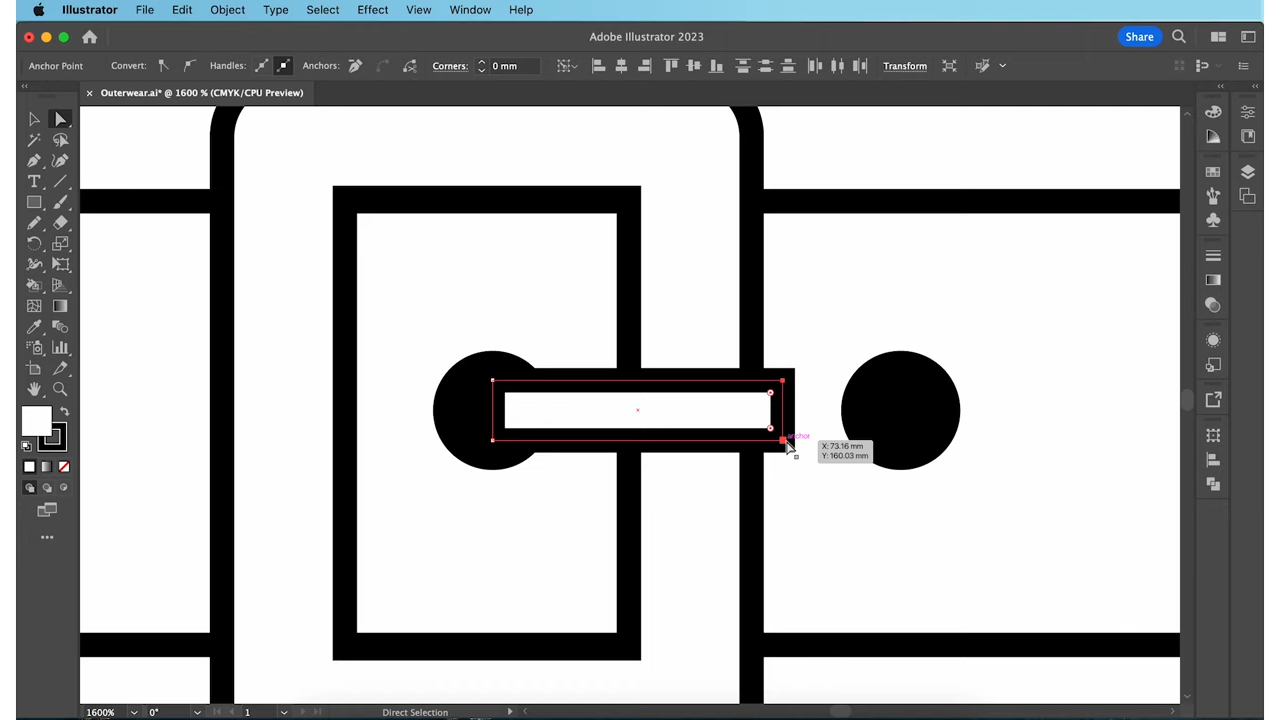 Illustrator File Edit Object Type Select Effect View Window Help
Adobe Illustrator 2023
Share
Anchor Point Convert: Handles: Anchors: Corners: 0 mm Transform
× Outerwear.ai* @ 1600 % (CMYK/CPU Preview)
anchor
X: 73.16 mm
Y: 160.03 mm
1600% 0° 1 Direct Selection